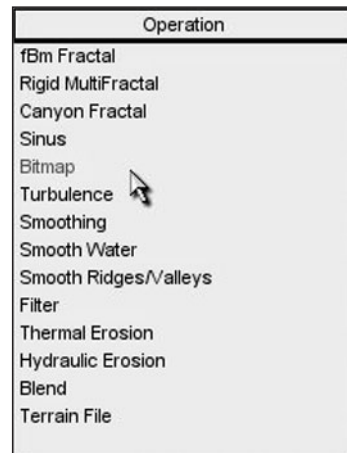 Operation
fBm Fractal
Rigid MultiFractal
Canyon Fractal
Sinus
Bitmap
Turbulence
Smoothing
Smooth Water
Smooth Ridges/Valleys
Filter
Thermal Erosion
Hydraulic Erosion
Blend
Terrain File